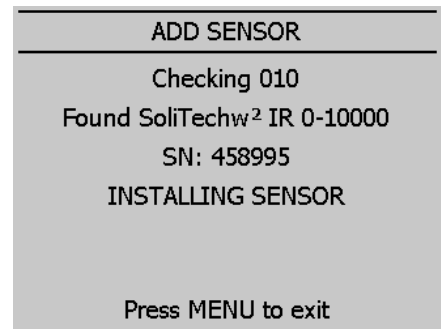 ADD SENSOR
Checking 010
Found SoliTechw² IR 0-10000
SN: 458995
INSTALLING SENSOR
Press MENU to exit